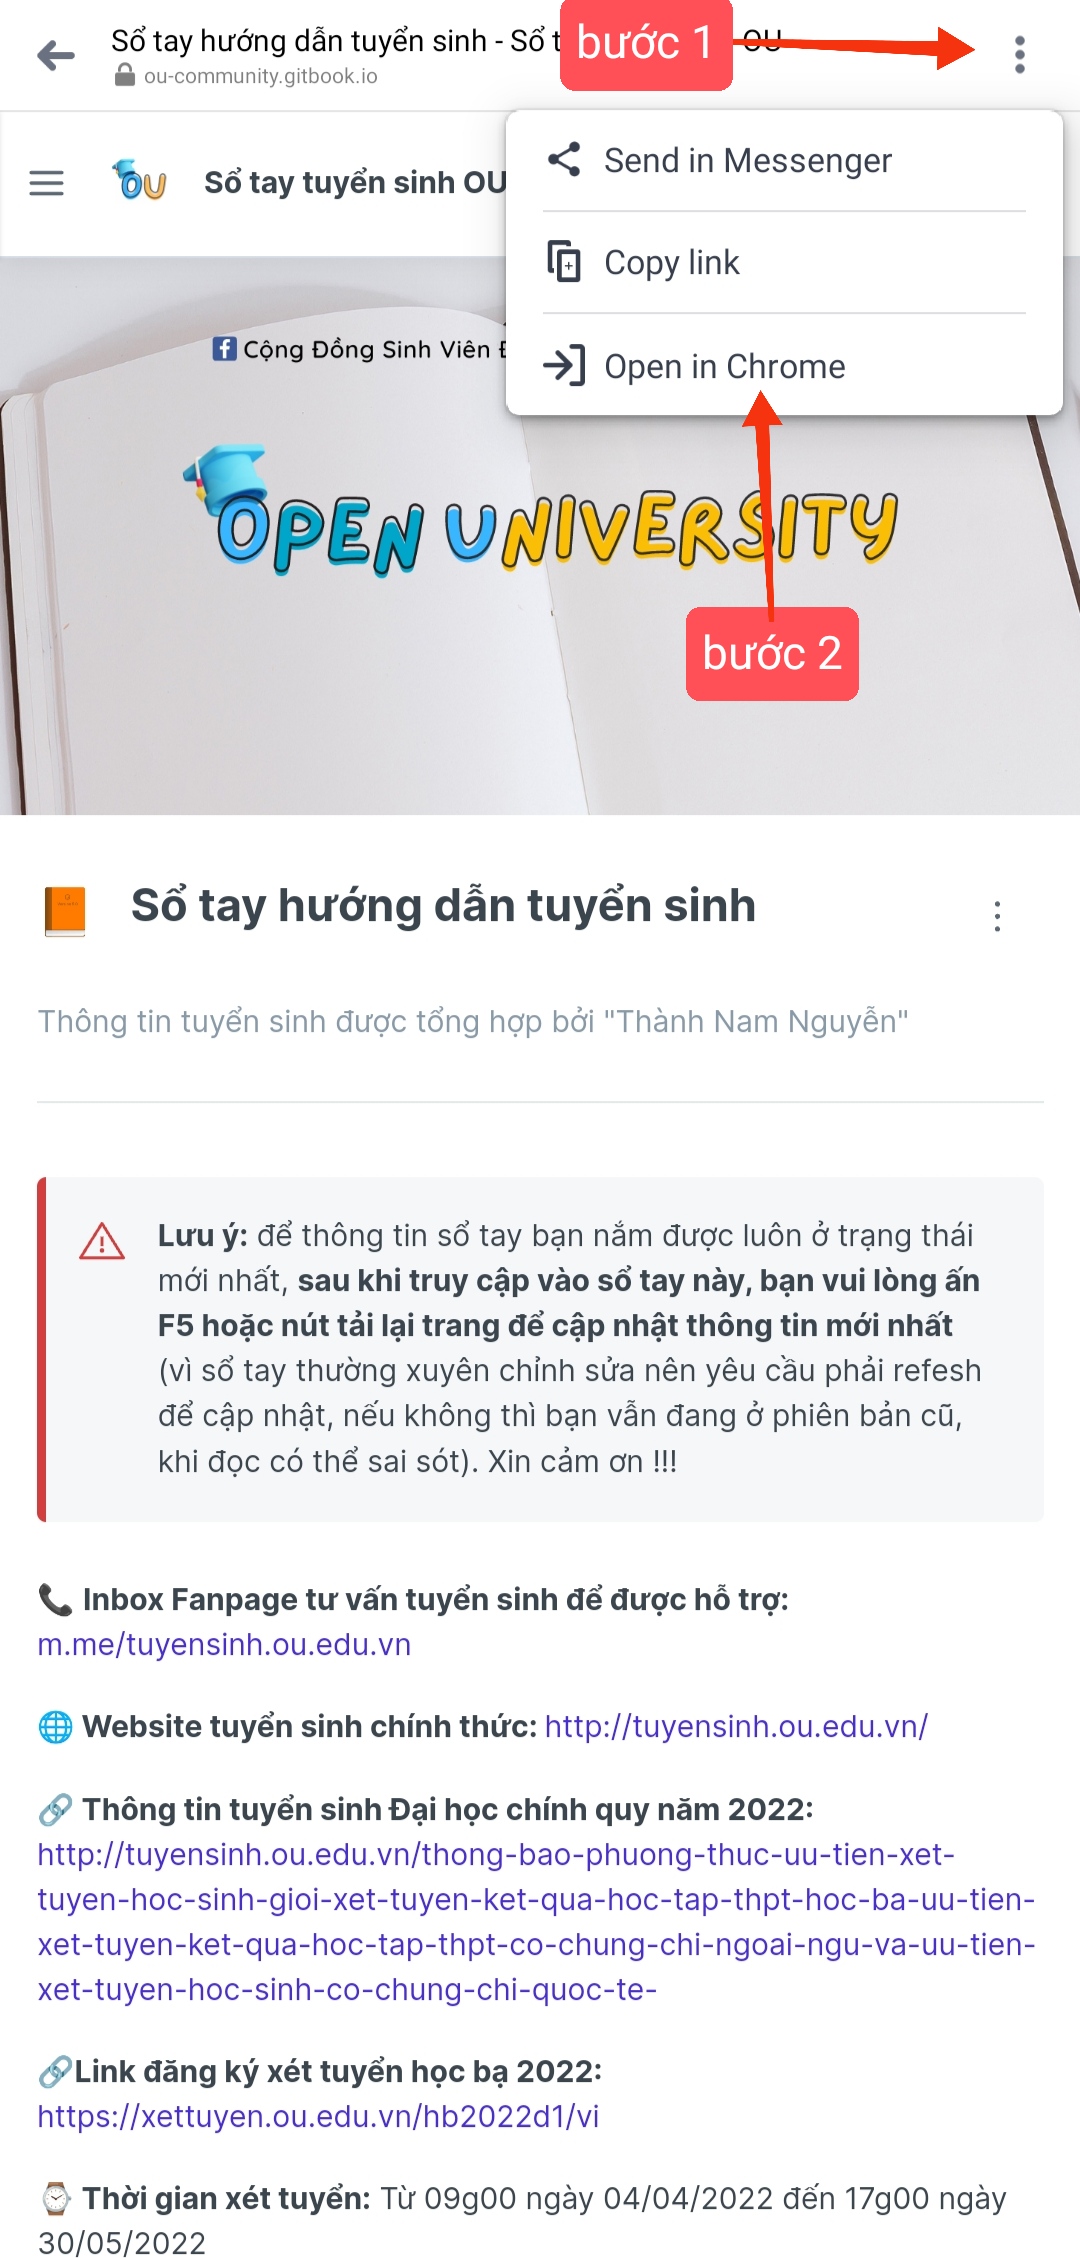 Sổ tay hướng dẫn tuyển sinh - Sổ t
OU
bước 1
ou-community.gitbook.io
Sổ tay tuyển sinh OU
Send in Messenger
Copy link
Open in Chrome
Cộng Đồng Sinh Viên
OPEN UNIVERSITY
bước 2
Sổ tay hướng dẫn tuyển sinh
Thông tin tuyển sinh được tổng hợp bởi "Thành Nam Nguyễn"
Lưu ý: để thông tin sổ tay bạn nắm được luôn ở trạng thái
mới nhất, sau khi truy cập vào sổ tay này, bạn vui lòng ấn
F5 hoặc nút tải lại trang để cập nhật thông tin mới nhất
(vì sổ tay thường xuyên chỉnh sửa nên yêu cầu phải refesh
để cập nhật, nếu không thì bạn vẫn đang ở phiên bản cũ,
khi đọc có thể sai sót). Xin cảm ơn !!!
Inbox Fanpage tư vấn tuyển sinh để được hỗ trợ:
m.me/tuyensinh.ou.edu.vn
Website tuyển sinh chính thức: http://tuyensinh.ou.edu.vn/
Thông tin tuyển sinh Đại học chính quy năm 2022:
http://tuyensinh.ou.edu.vn/thong-bao-phuong-thuc-uu-tien-xet-
tuyen-hoc-sinh-gioi-xet-tuyen-ket-qua-hoc-tap-thpt-hoc-ba-uu-tien-
xet-tuyen-ket-qua-hoc-tap-thpt-co-chung-chi-ngoai-ngu-va-uu-tien-
xet-tuyen-hoc-sinh-co-chung-chi-quoc-te-
Link đăng ký xét tuyển học bạ 2022:
https://xettuyen.ou.edu.vn/hb2022d1/vi
Thời gian xét tuyển: Từ 09g00 ngày 04/04/2022 đến 17g00 ngày
30/05/2022